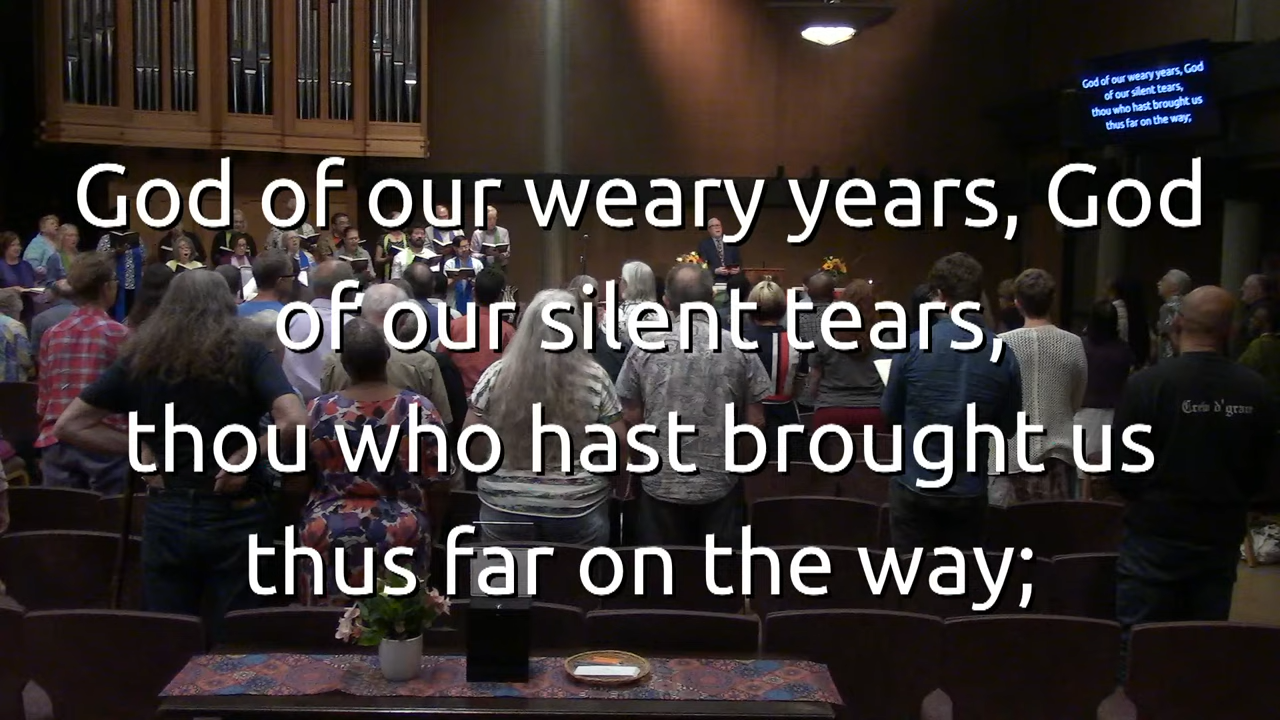 God of our weary years, God
of our silent tears,
thou who hast brought us
thus far on the way;
God of our weary years, God
of our silent tears,
thou who hast brought us
thus far on the way;